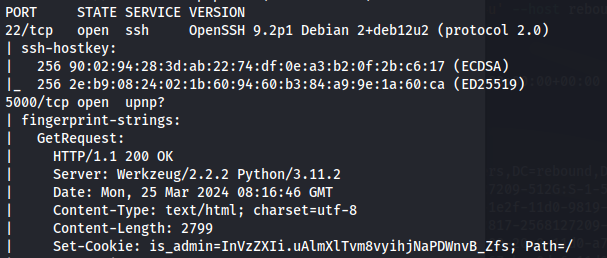 PORT     STATE SERVICE VERSION
22/tcp   open  ssh     OpenSSH 9.2p1 Debian 2+deb12u2 (protocol 2.0)
| ssh-hostkey:
|   256 90:02:94:28:3d:ab:22:74:df:0e:a3:b2:0f:2b:c6:17 (ECDSA)
|_  256 2e:b9:08:24:02:1b:60:94:60:b3:84:a9:9e:1a:60:ca (ED25519)
5000/tcp open  upnp?
| fingerprint-strings:
|   GetRequest:
|     HTTP/1.1 200 OK
|     Server: Werkzeug/2.2.2 Python/3.11.2
|     Date: Mon, 25 Mar 2024 08:16:46 GMT
|     Content-Type: text/html; charset=utf-8
|     Content-Length: 2799
|     Set-Cookie: is_admin=InVzZXIi.uAlmXlTvm8vyihjNaPDWnvB_Zfs; Path=/